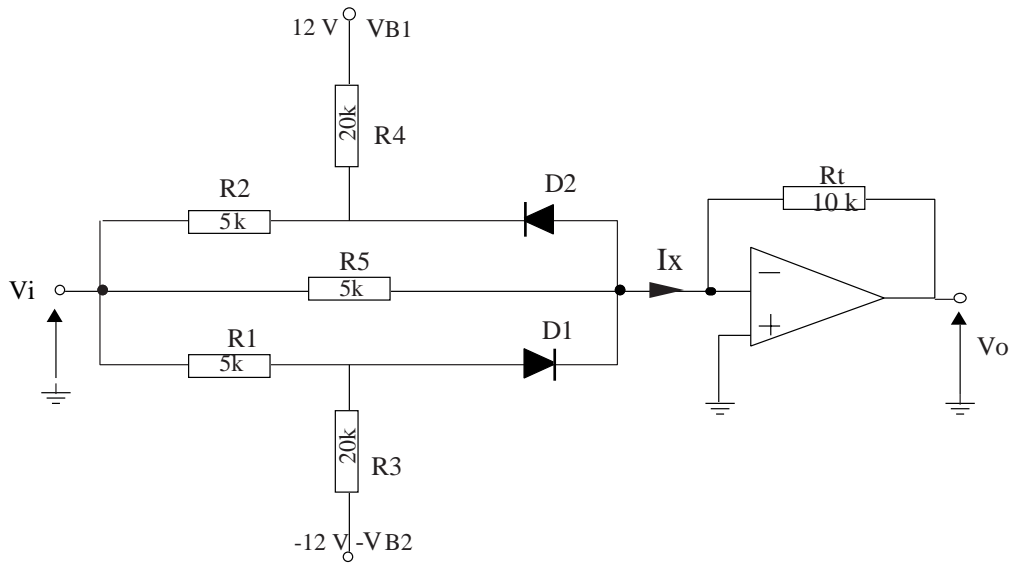 12 V VB1
20k
R4
R2
5k
D2
Rt
10 k
Vi
R5
5k
Ix
−
+
Vo
R1
5k
D1
20k
R3
-12 V -VB2